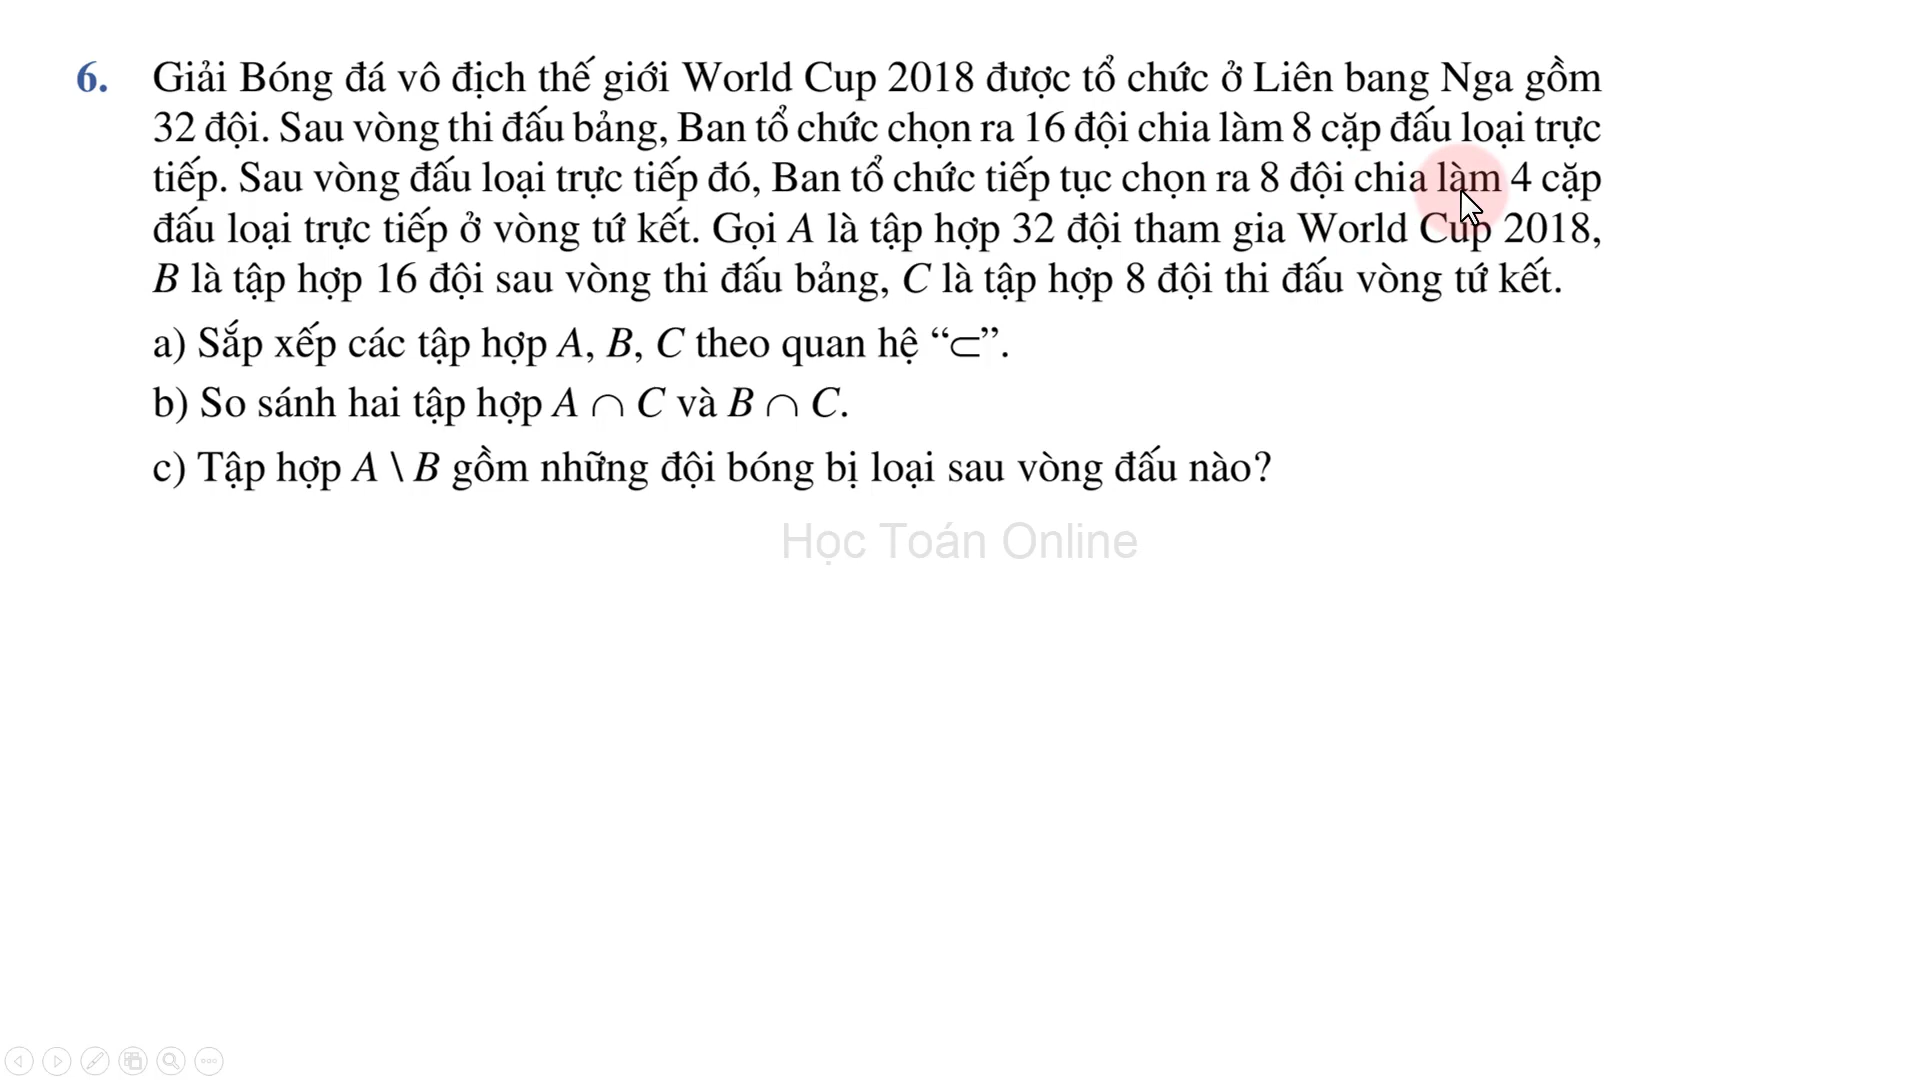 6. Giải Bóng đá vô địch thế giới World Cup 2018 được tổ chức ở Liên bang Nga gồm
32 đội. Sau vòng thi đấu bảng, Ban tổ chức chọn ra 16 đội chia làm 8 cặp đấu loại trực
tiếp. Sau vòng đấu loại trực tiếp đó, Ban tổ chức tiếp tục chọn ra 8 đội chia làm 4 cặp
đấu loại trực tiếp ở vòng tứ kết. Gọi A là tập hợp 32 đội tham gia World Cup 2018,
B là tập hợp 16 đội sau vòng thi đấu bảng, C là tập hợp 8 đội thi đấu vòng tứ kết.
a) Sắp xếp các tập hợp A, B, C theo quan hệ “⊂”.
b) So sánh hai tập hợp A ∩ C và B ∩ C.
c) Tập hợp A \ B gồm những đội bóng bị loại sau vòng đấu nào?
Học Toán Online